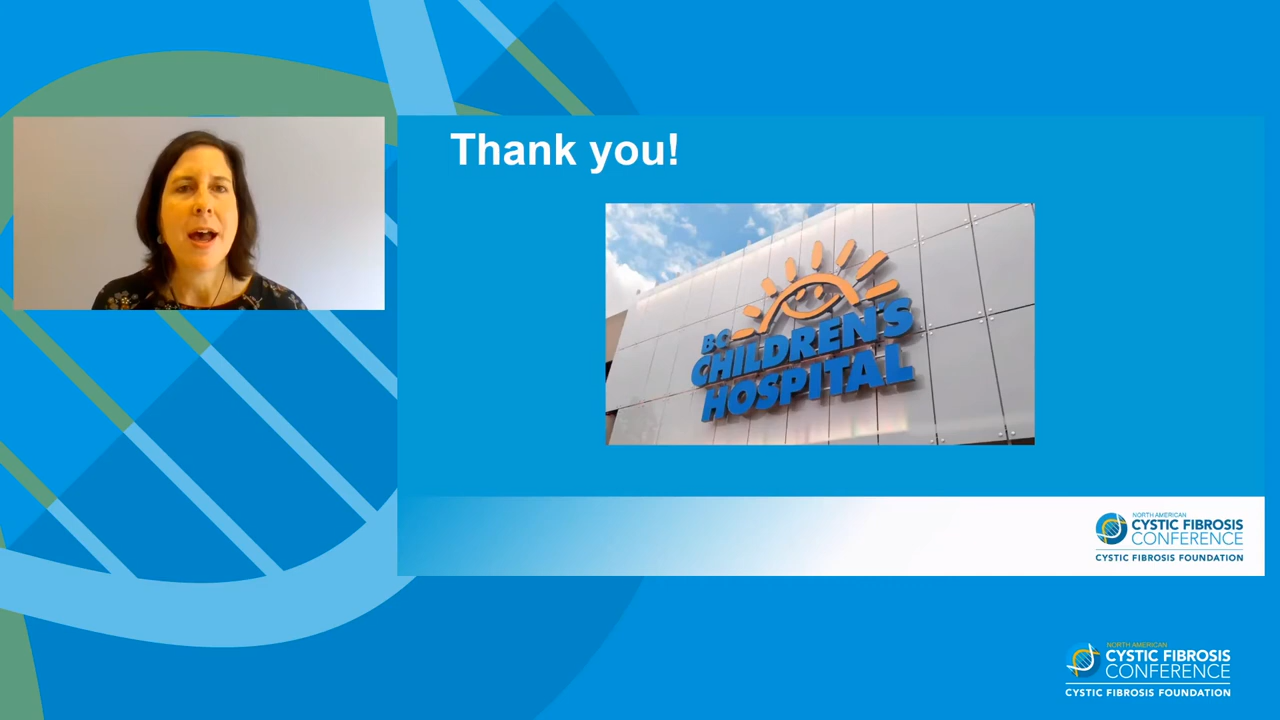 Thank you!
BC
CHILDREN'S
HOSPITAL
NORTH AMERICAN
CYSTIC FIBROSIS
CONFERENCE
CYSTIC FIBROSIS FOUNDATION
NORTH AMERICAN
CYSTIC FIBROSIS
CONFERENCE
CYSTIC FIBROSIS FOUNDATION